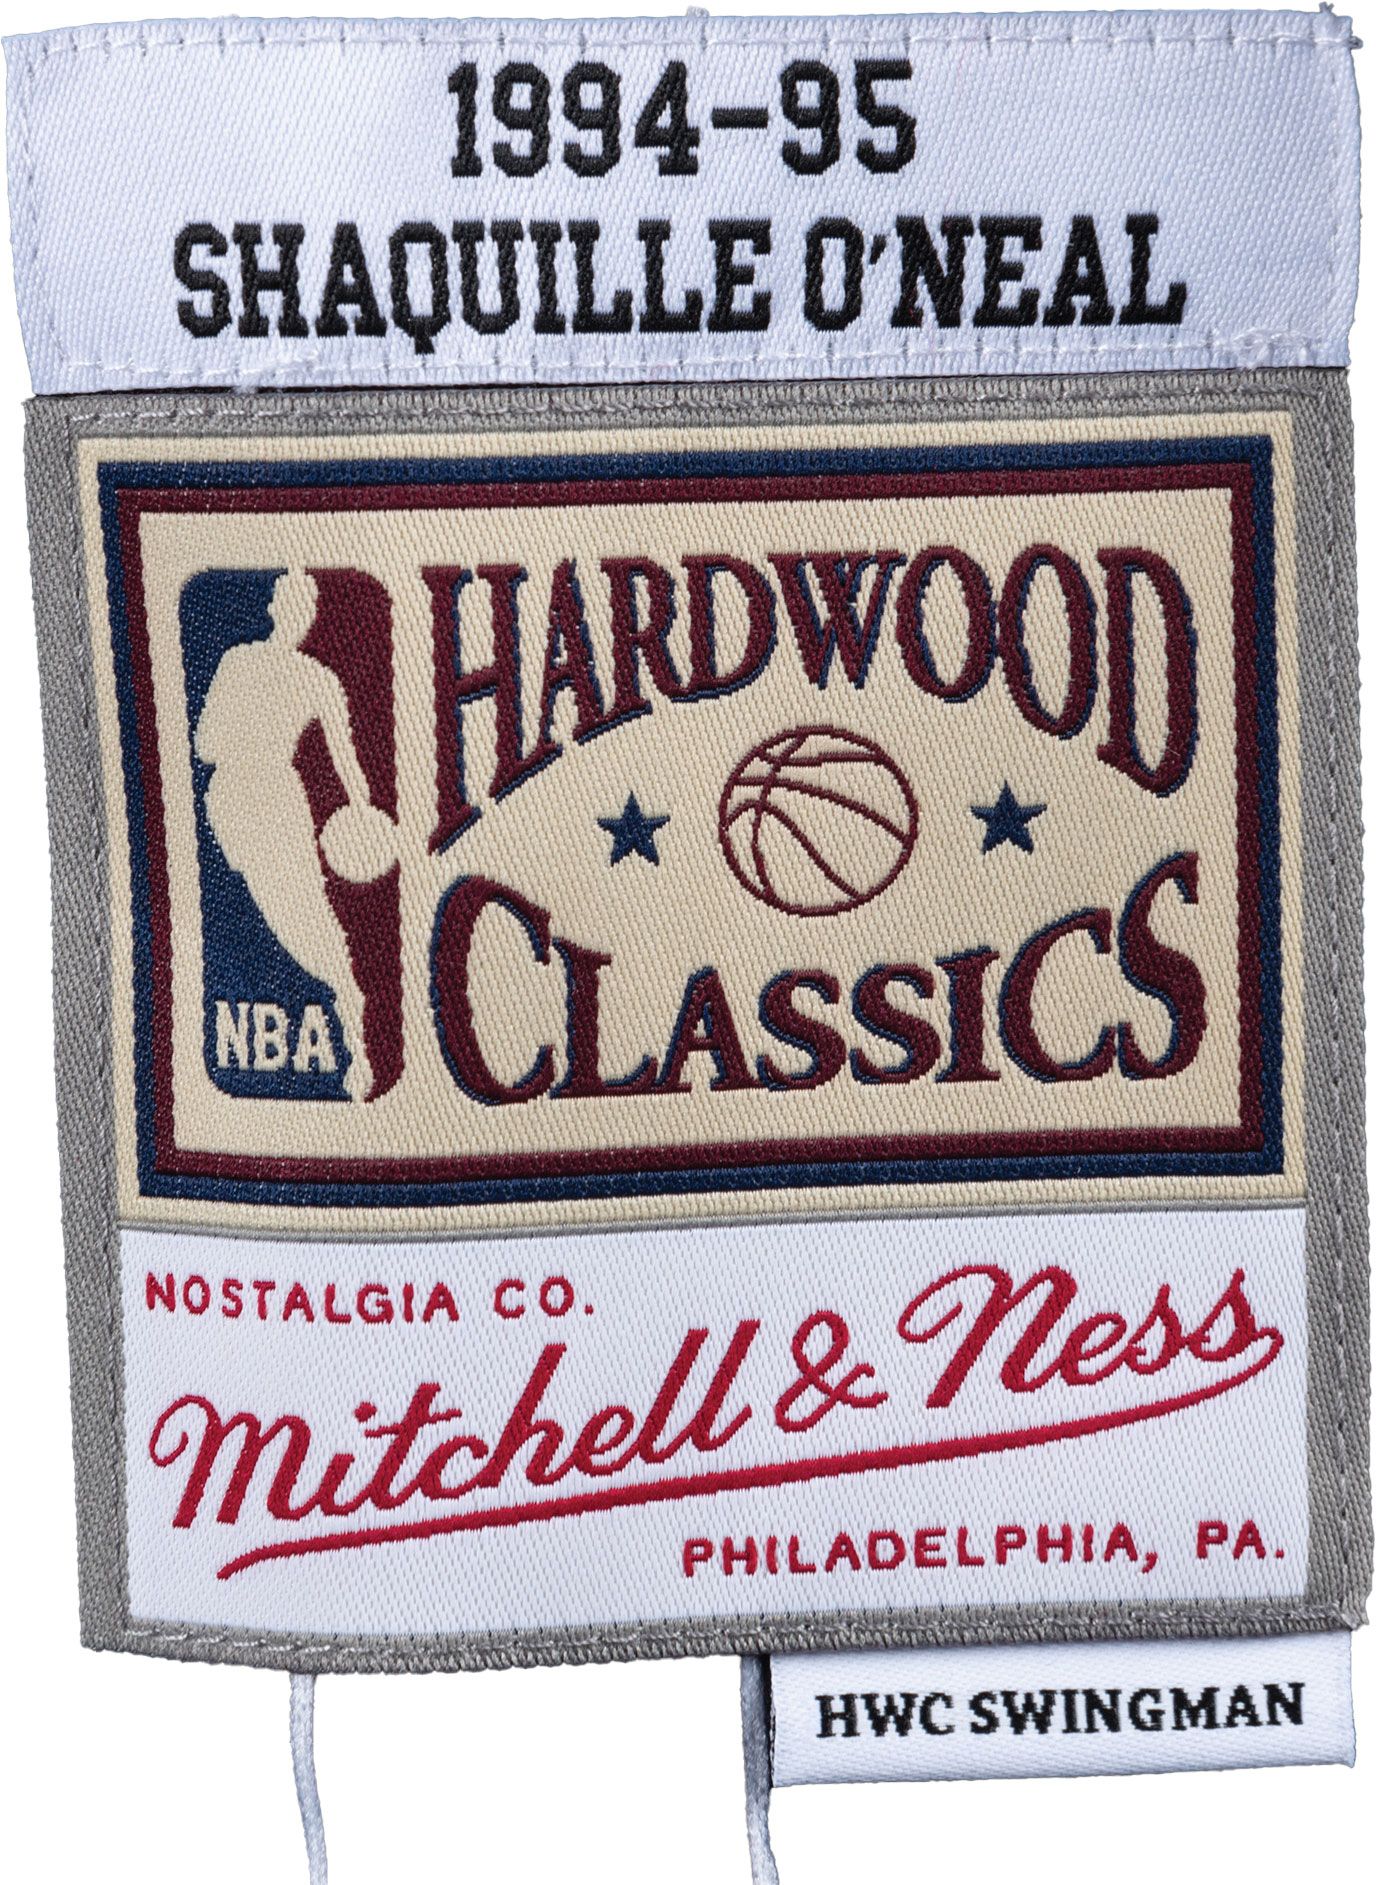 1994-95
SHAQUILLE O'NEAL
HARDWOOD
CLASSICS
NBA
NOSTALGIA CO.
Mitchell & Ness
PHILADELPHIA, PA.
HWC SWINGMAN